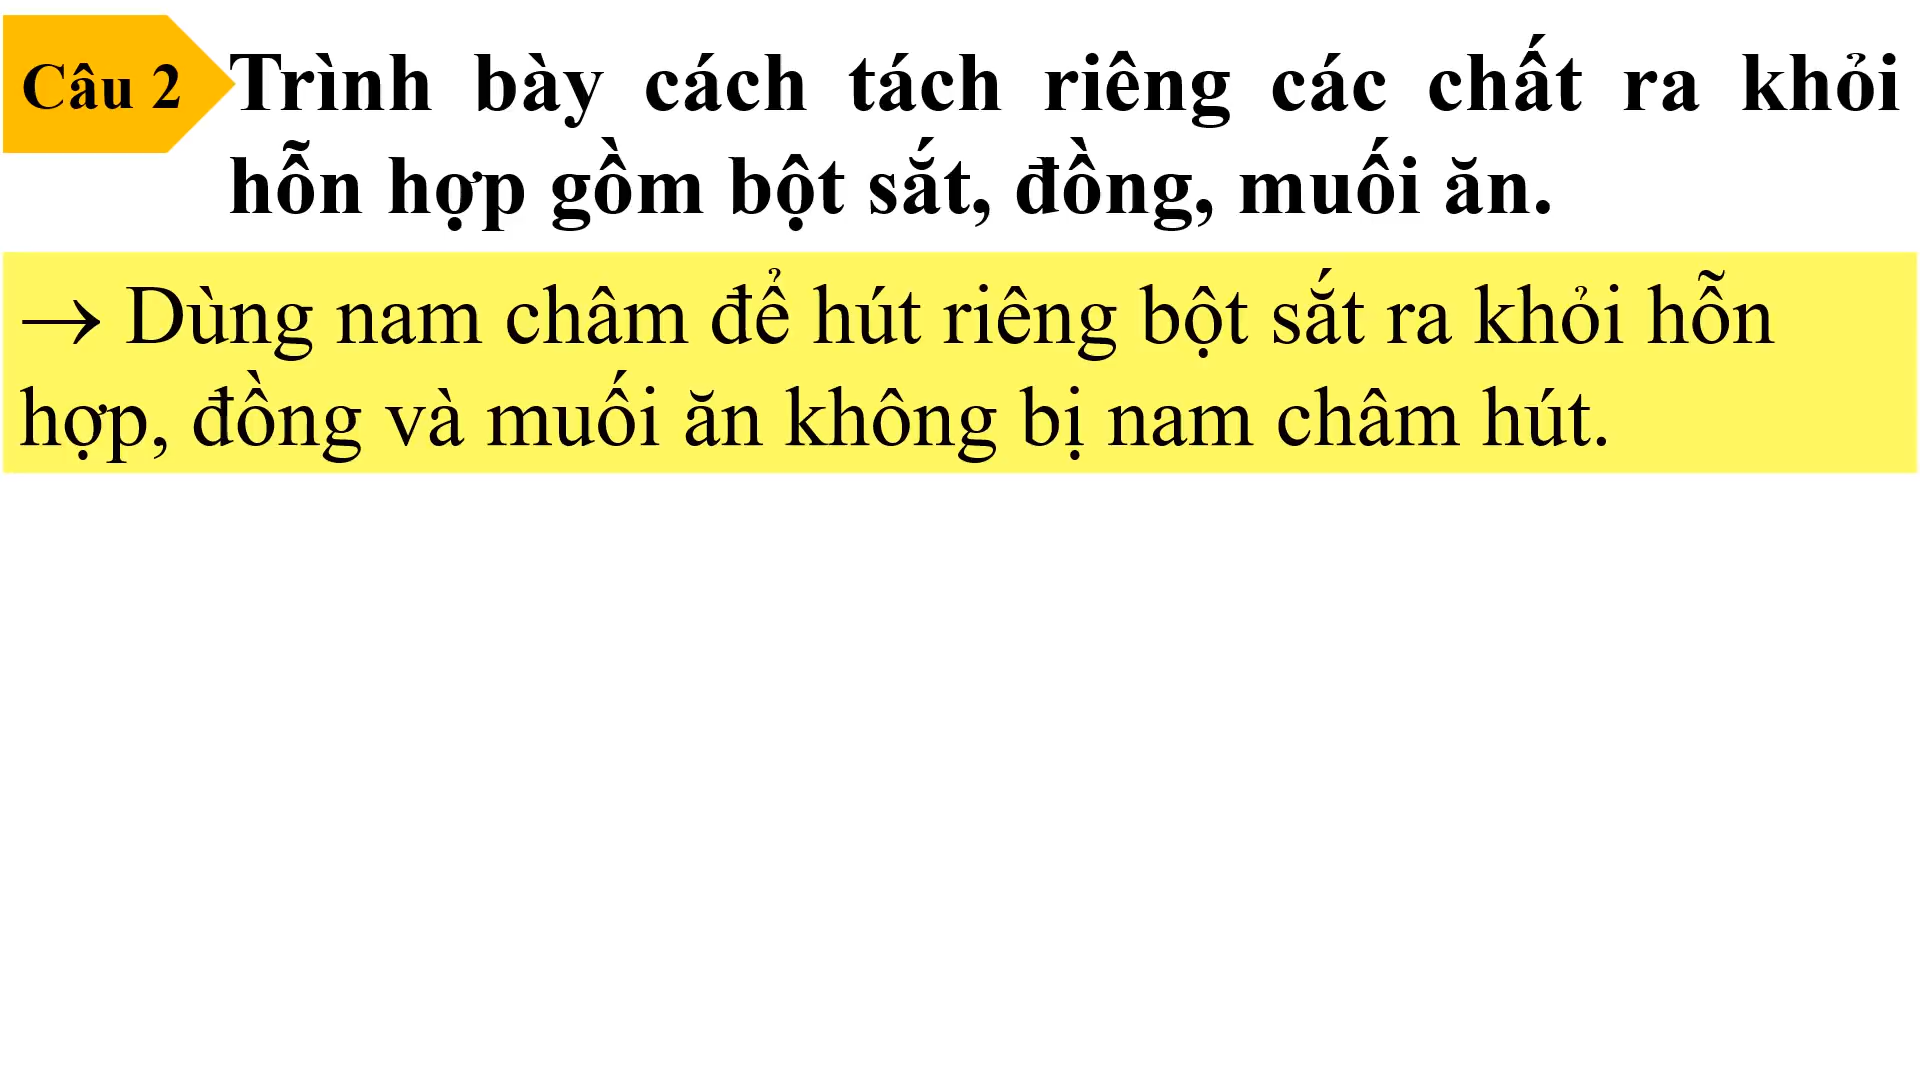 Câu 2
Trình bày cách tách riêng các chất ra khỏi
hỗn hợp gồm bột sắt, đồng, muối ăn.
→ Dùng nam châm để hút riêng bột sắt ra khỏi hỗn
hợp, đồng và muối ăn không bị nam châm hút.